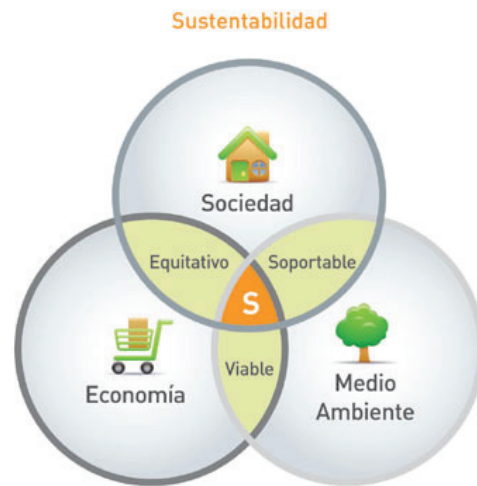 Sustentabilidad
Sociedad
Equitativo
Soportable
S
Viable
Economía
Medio
Ambiente